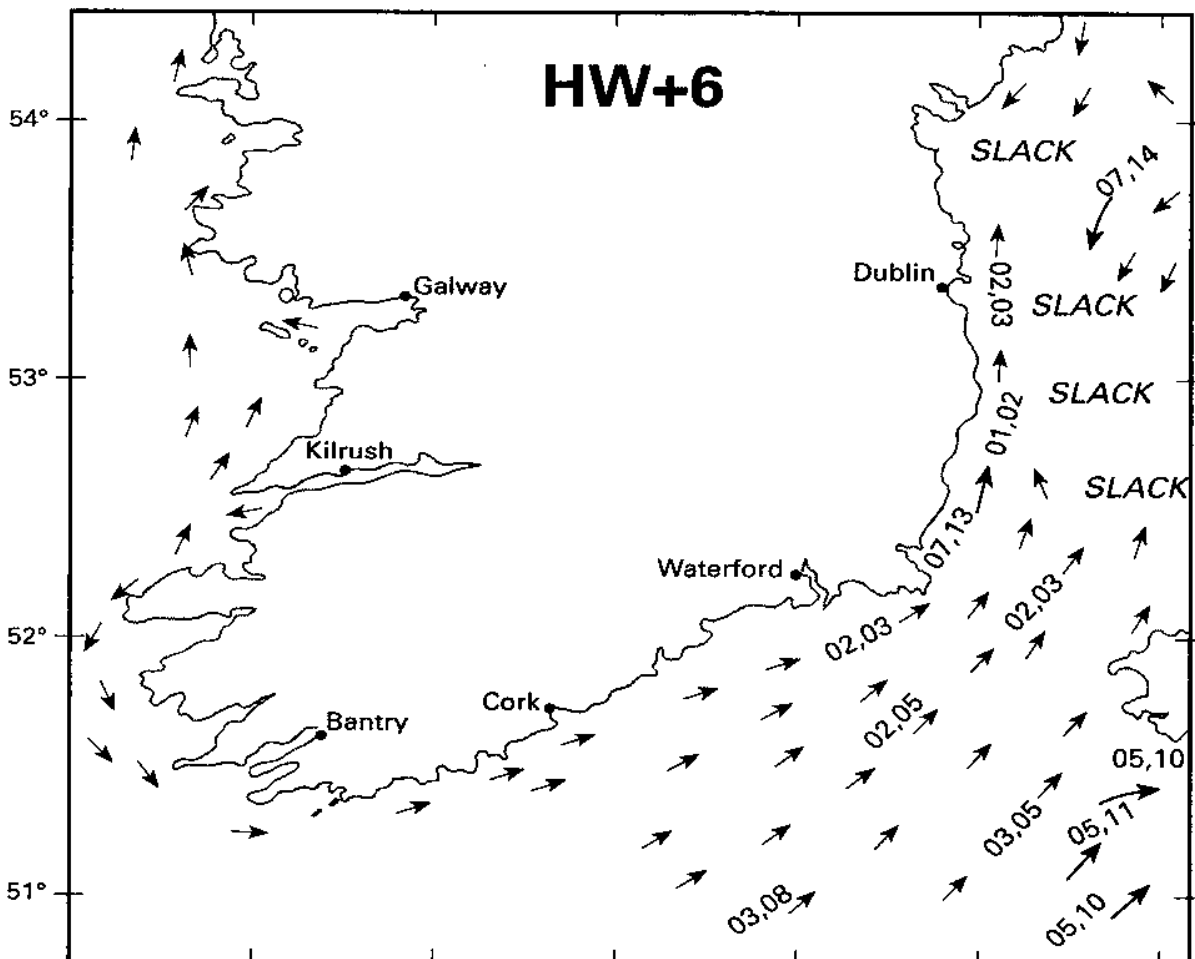 HW+6
54°
SLACK
07,14
Galway
Dublin
02,03
SLACK
53°
SLACK
01,02
Kilrush
SLACK
07,13
Waterford
02,03
52°
02,03
Cork
02,05
Bantry
05,10
03,05
05,11
51°
03,08
05,10